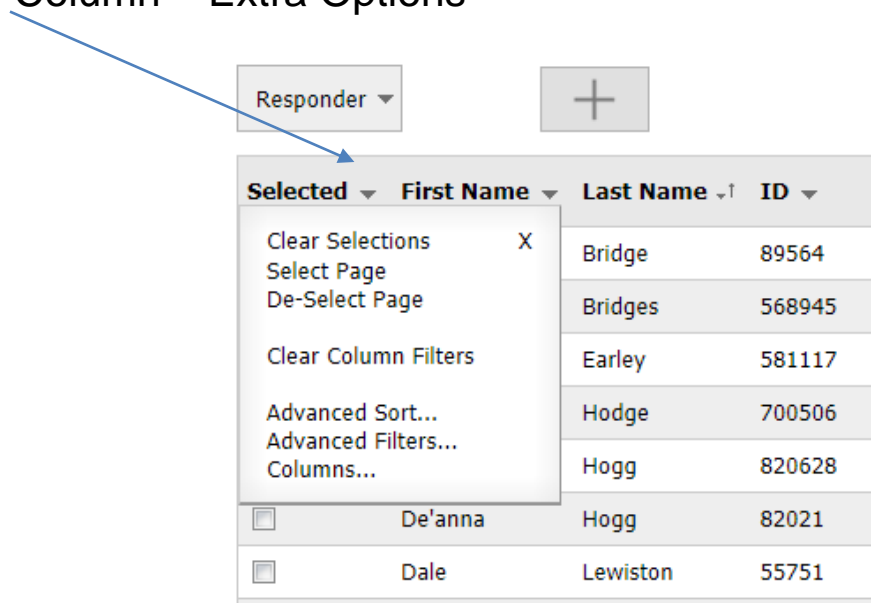 Column – Extra Options
Responder
Selected First Name Last Name ID
Clear Selections X
Select Page
De-Select Page
Clear Column Filters
Advanced Sort...
Advanced Filters...
Columns...
Bridge 89564
Bridges 568945
Earley 581117
Hodge 700506
Hogg 820628
De'anna Hogg 82021
Dale Lewiston 55751